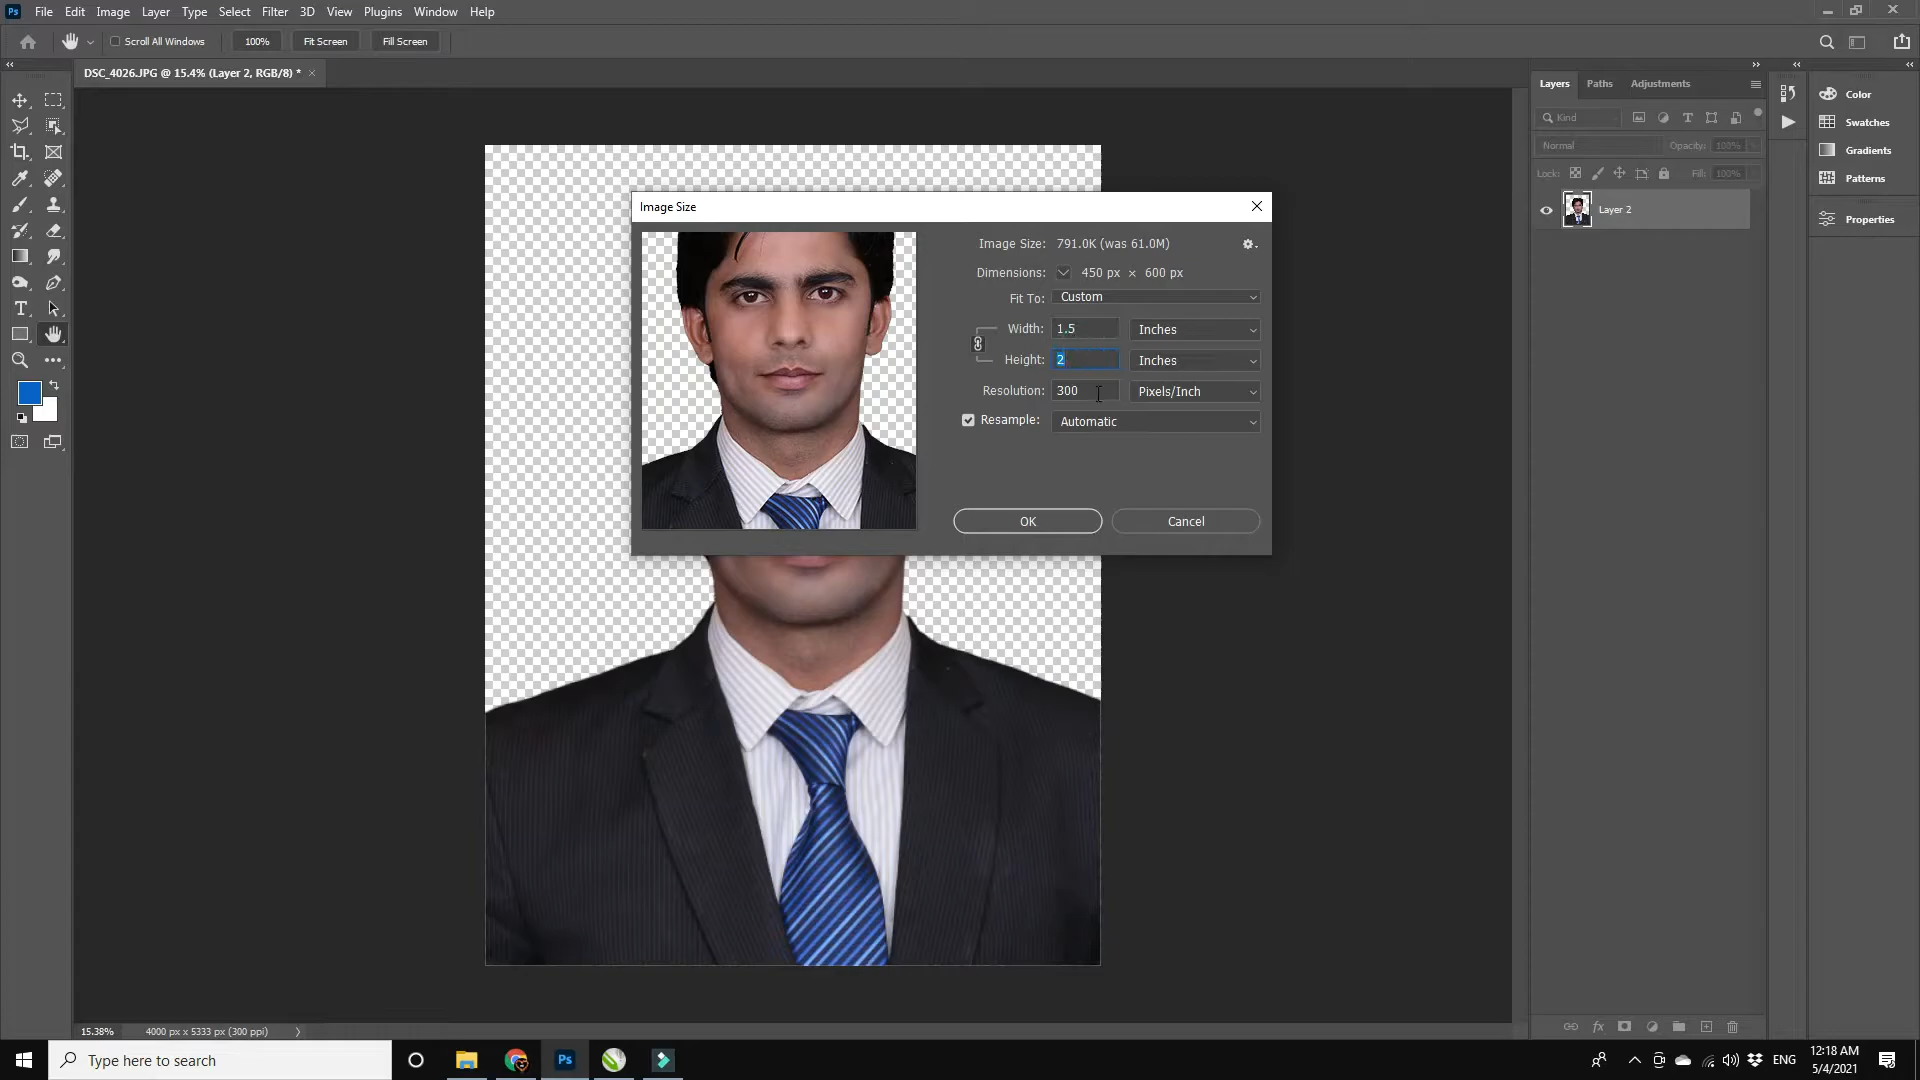 Ps File Edit Image Layer Type Select Filter 3D View Plugins Window Help
Scroll All Windows 100% Fit Screen Fill Screen
DSC_4026.JPG @ 15.4% (Layer 2, RGB/8) * ×
Layers Paths Adjustments
Kind
Normal Opacity: 100%
Lock: Fill: 100%
Layer 2
Color
Swatches
Gradients
Patterns
Properties
Image Size
Image Size: 791.0K (was 61.0M)
Dimensions: 450 px × 600 px
Fit To: Custom
Width: 1.5 Inches
Height: 2 Inches
Resolution: 300 Pixels/Inch
Resample: Automatic
OK Cancel
T
fx
15.38% 4000 px x 5333 px (300 ppi)
Type here to search
Ps
ENG
12:18 AM
5/4/2021